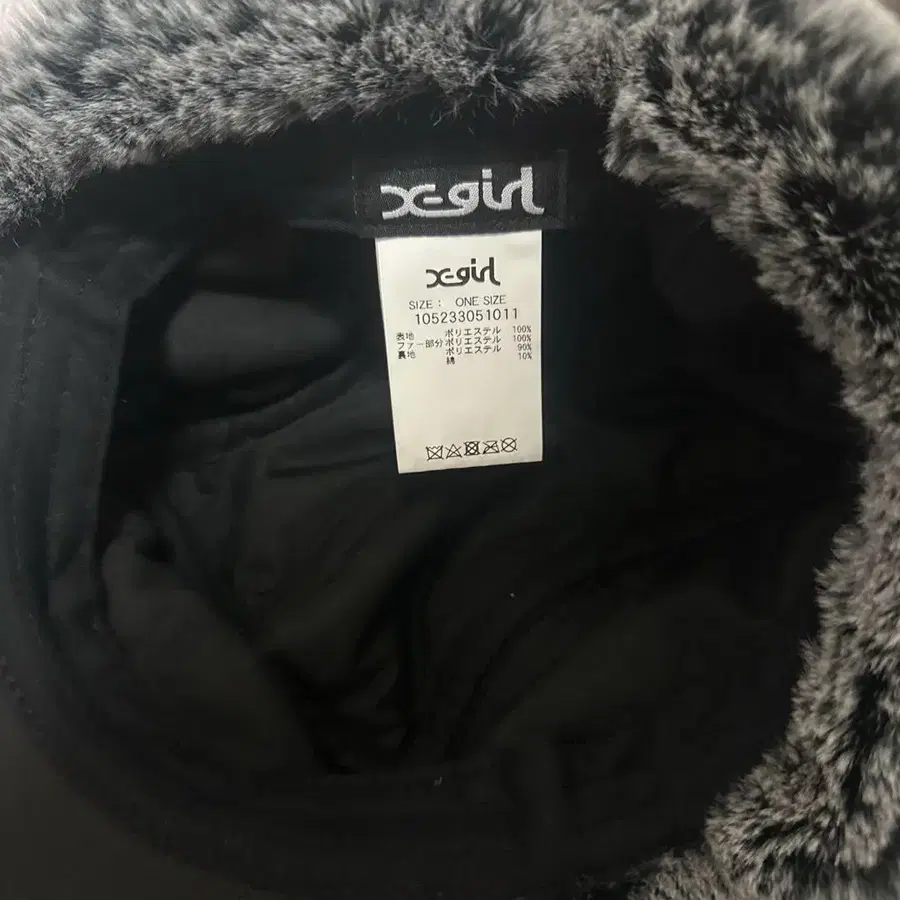 X-girl
X-girl
SIZE : ONE SIZE
105233051011
表地 ポリエステル 100%
ファー部分 ポリエステル 100%
裏地 ポリエステル 90%
綿 10%